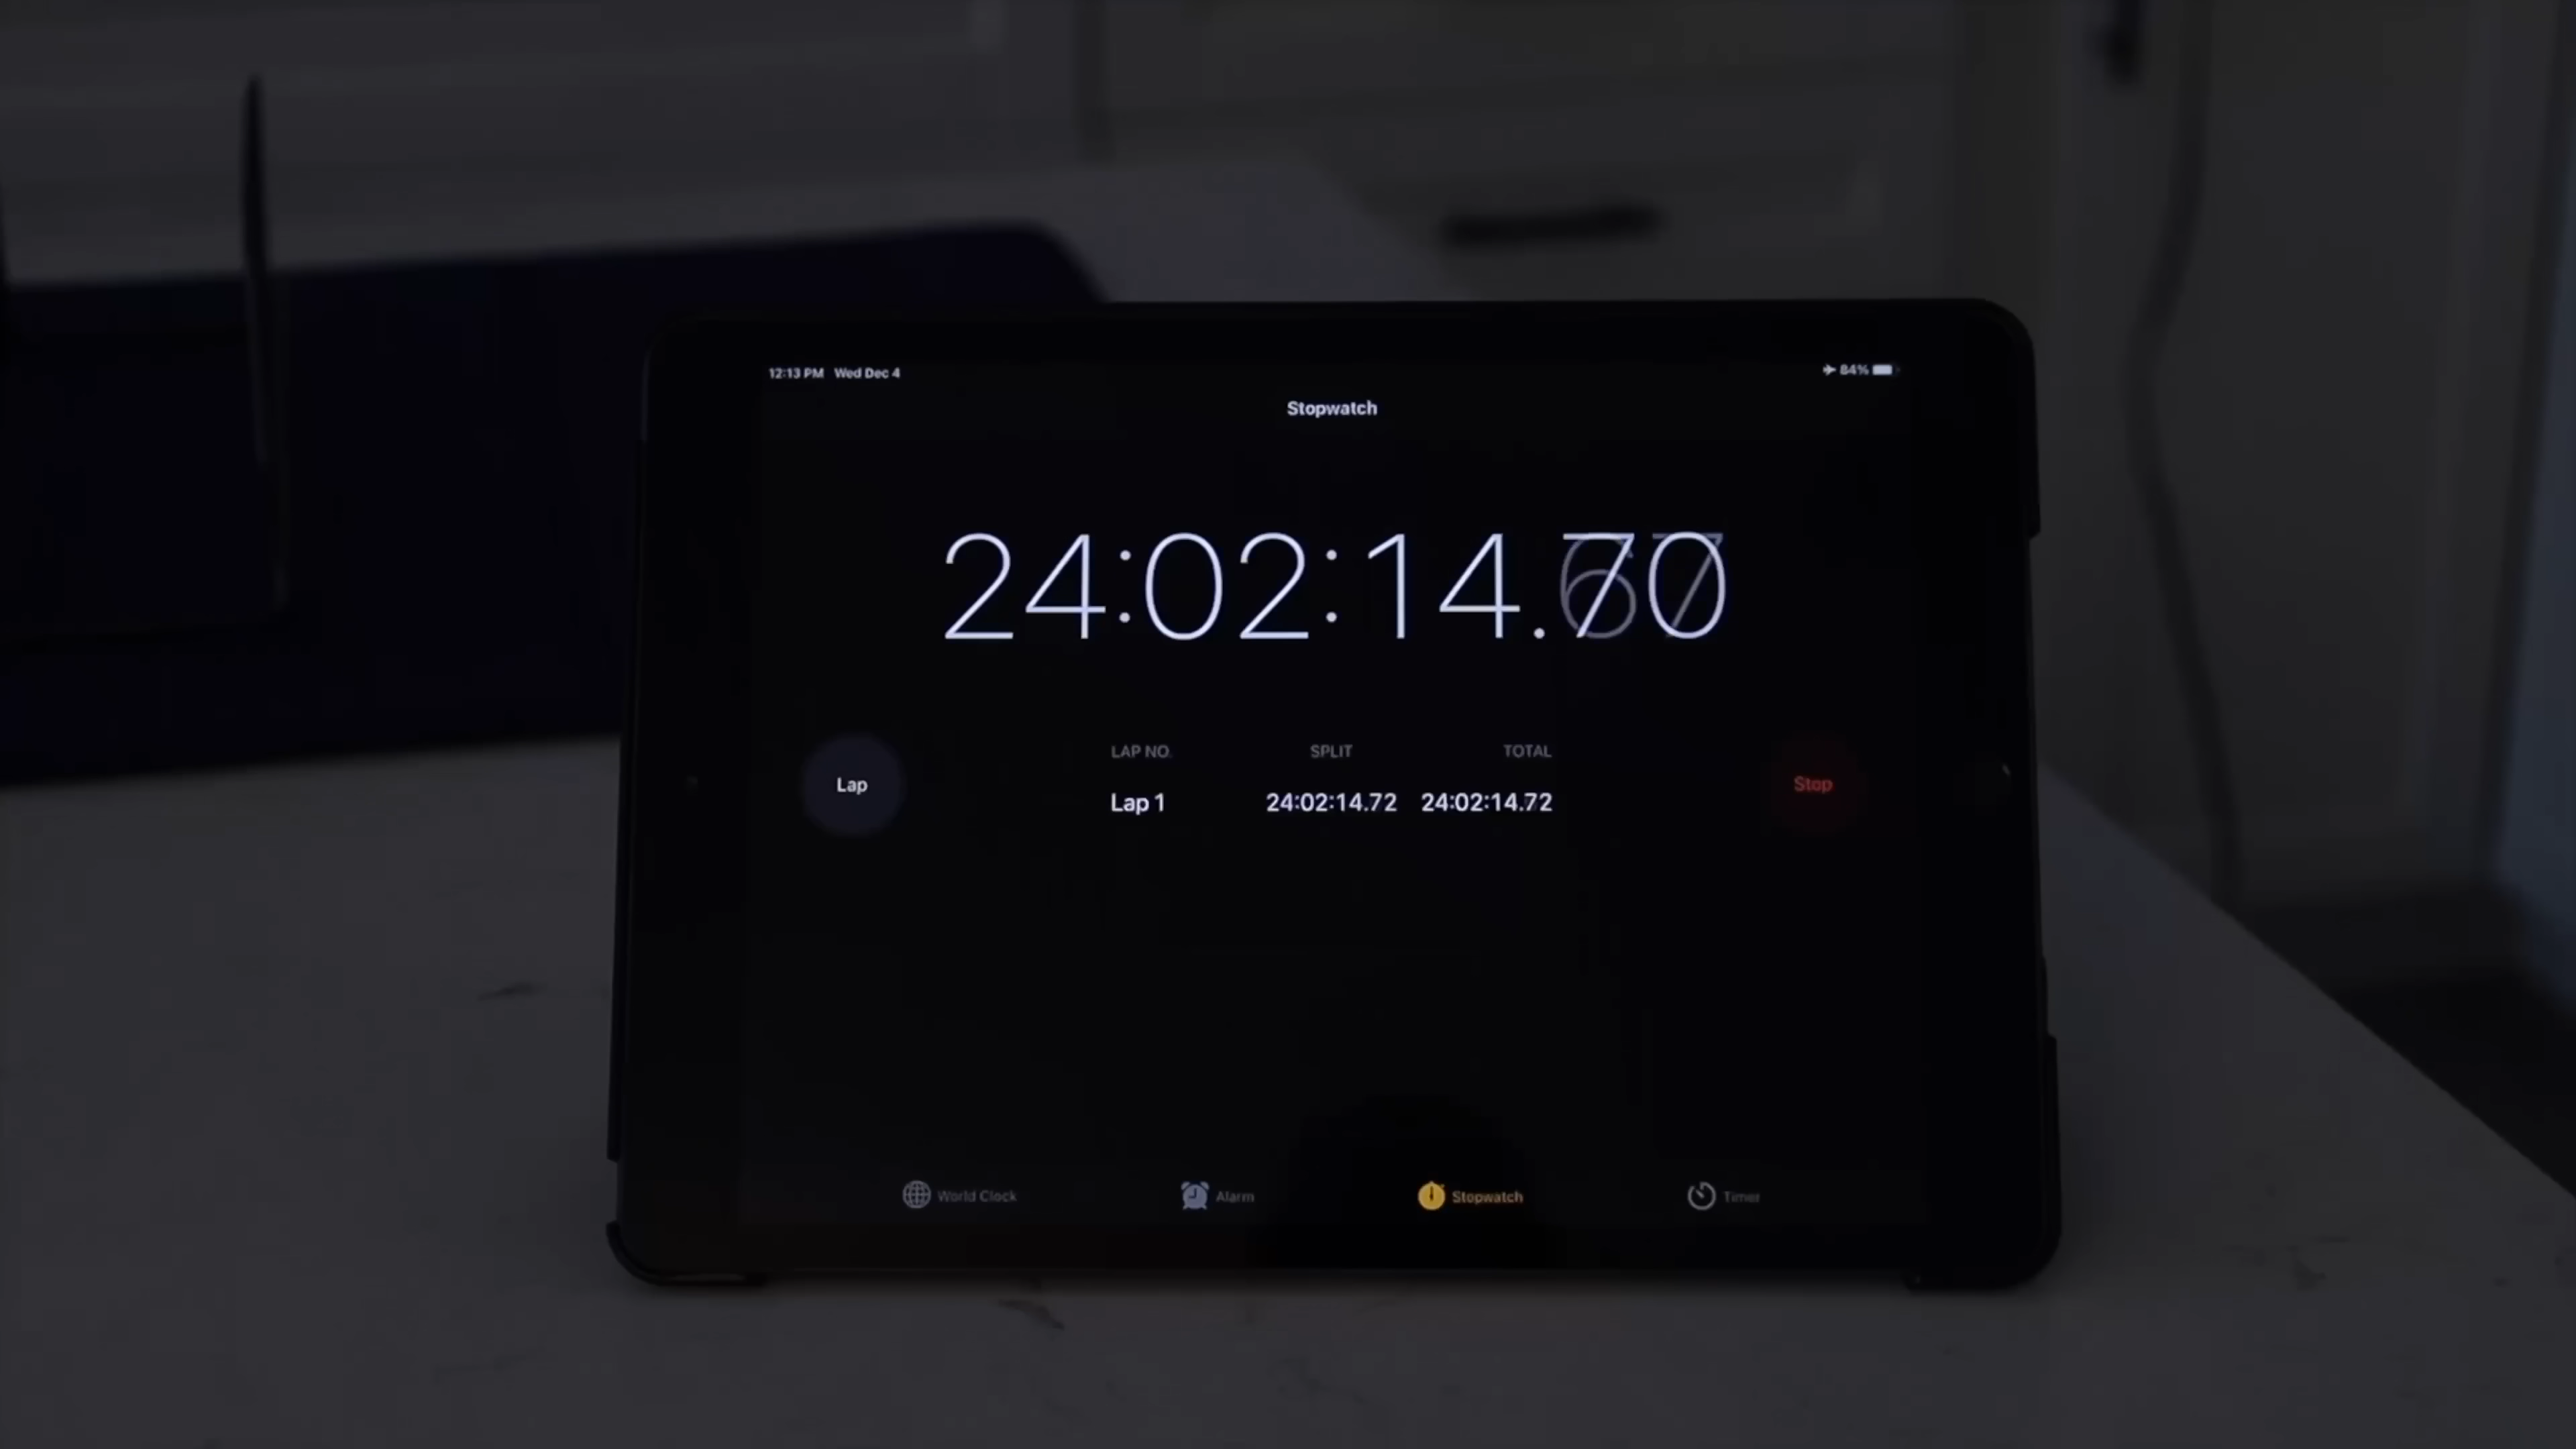 12:13 PM Wed Dec 4
84%
Stopwatch
24:02:14.70
LAP NO. SPLIT TOTAL
Lap
Lap 1 24:02:14.72 24:02:14.72
Stop
World Clock Alarm Stopwatch Timer